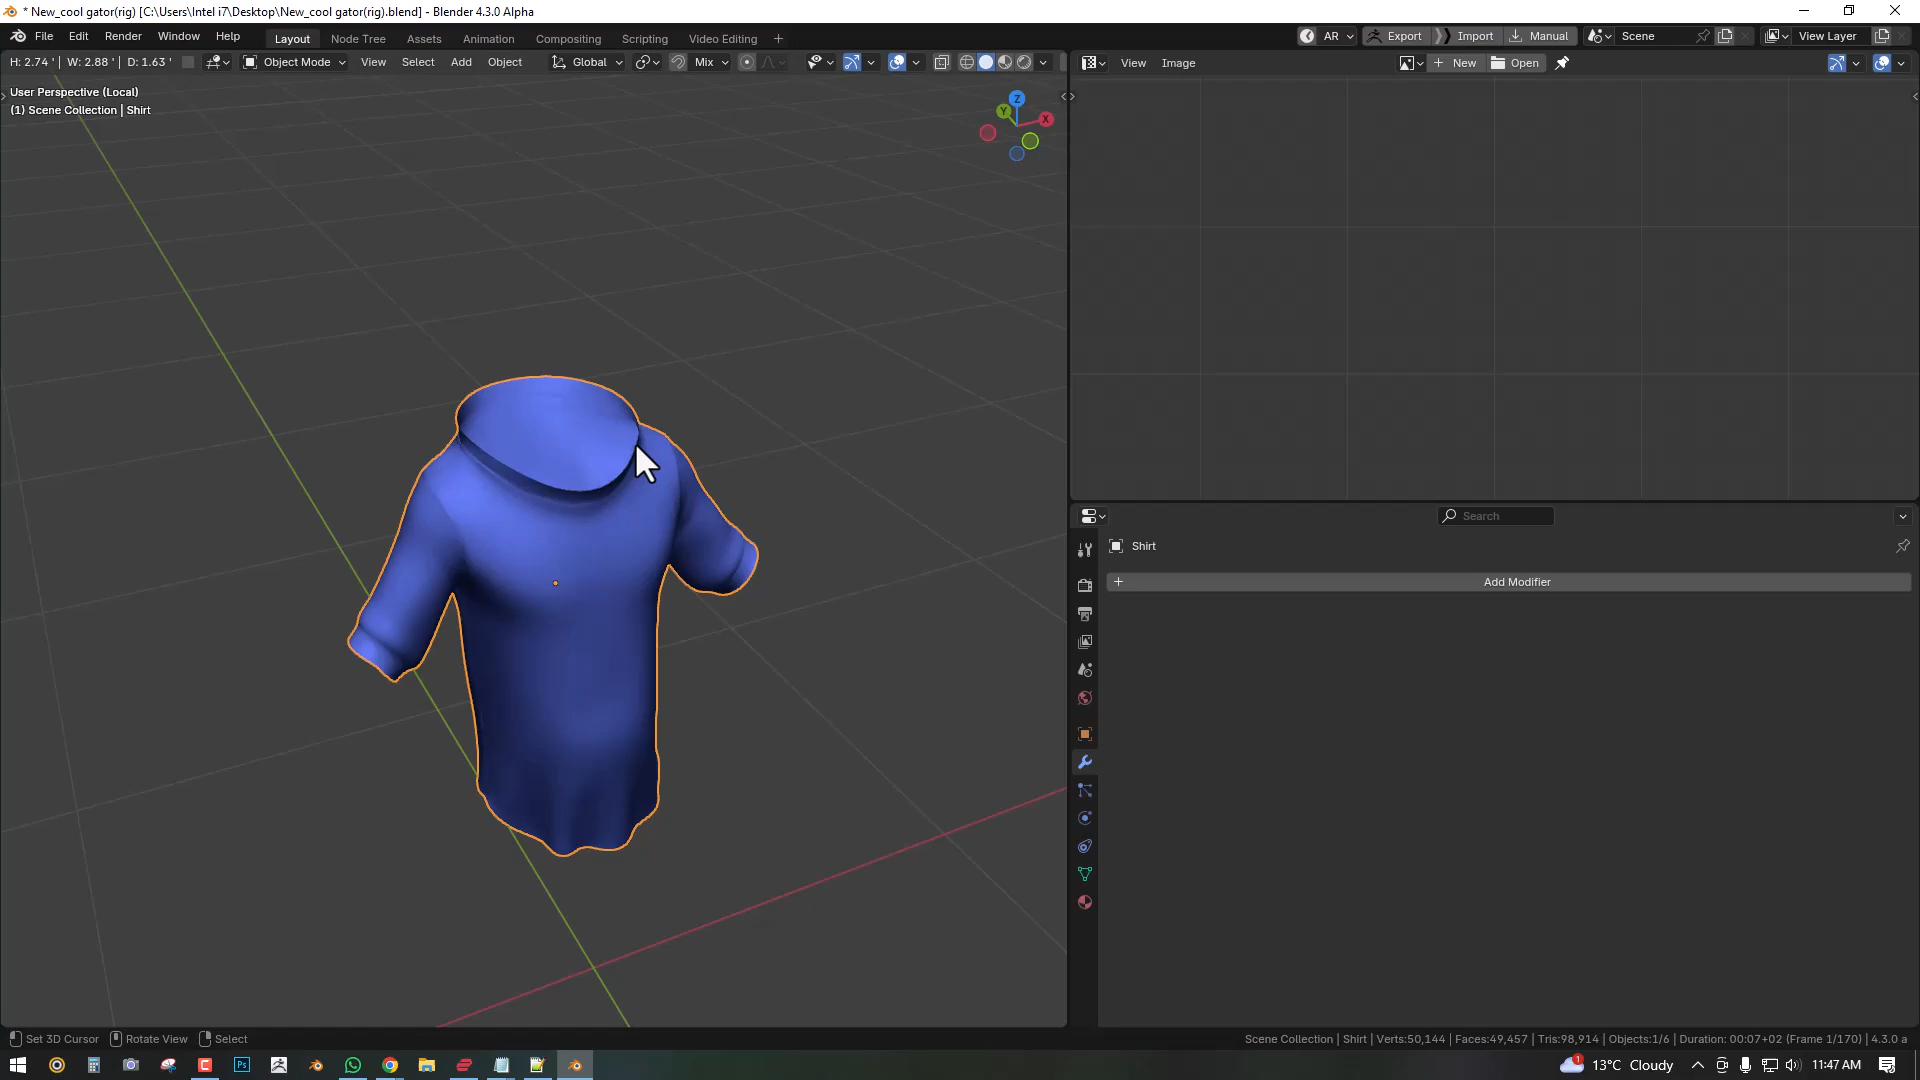 * New_cool gator(rig) [C:\Users\Intel i7\Desktop\New_cool gator(rig).blend] - Blender 4.3.0 Alpha
File Edit Render Window Help Layout Node Tree Assets Animation Compositing Scripting Video Editing + AR Export Import Manual Scene View Layer
H: 2.74 ' | W: 2.88 ' | D: 1.63 ' Object Mode View Select Add Object Global Mix View Image New Open
User Perspective (Local)
(1) Scene Collection | Shirt
Z
Y
X
Search
Shirt
Add Modifier
Set 3D Cursor Rotate View Select Scene Collection | Shirt | Verts:50,144 | Faces:49,457 | Tris:98,914 | Objects:1/6 | Duration: 00:07+02 (Frame 1/170) | 4.3.0 a
Ps 1 13°C Cloudy 11:47 AM